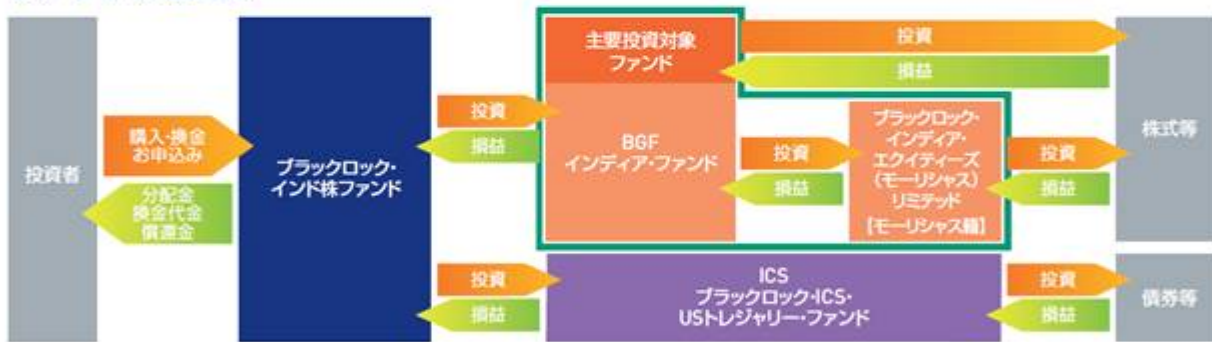 投資者
購入・換金
お申込み
分配金
換金代金
償還金
ブラックロック・
インド株ファンド
投資
損益
主要投資対象
ファンド
BGF
インディア・ファンド
投資
損益
投資
損益
ブラックロック・
インディア・
エクイティーズ
（モーリシャス）
リミテッド
【モーリシャス籍】
投資
損益
株式等
投資
損益
ICS
ブラックロック・ICS・
USトレジャリー・ファンド
投資
損益
債券等